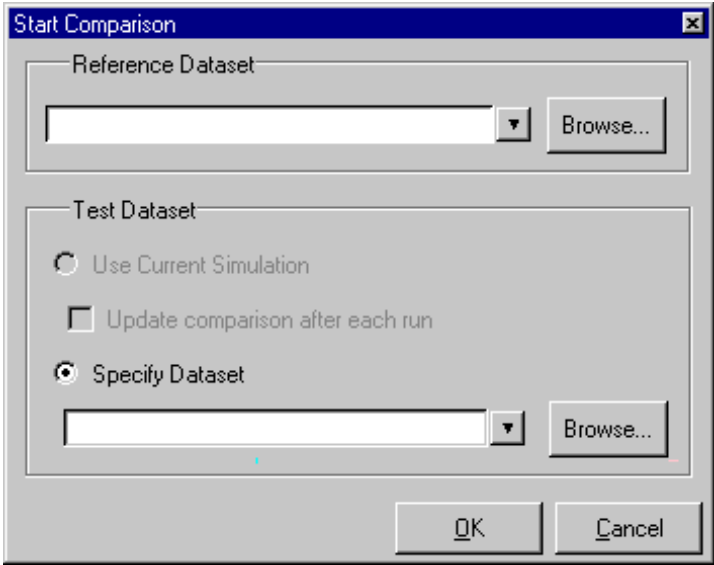 Start Comparison
Reference Dataset
Browse...
Test Dataset
Use Current Simulation
Update comparison after each run
Specify Dataset
Browse...
OK
Cancel